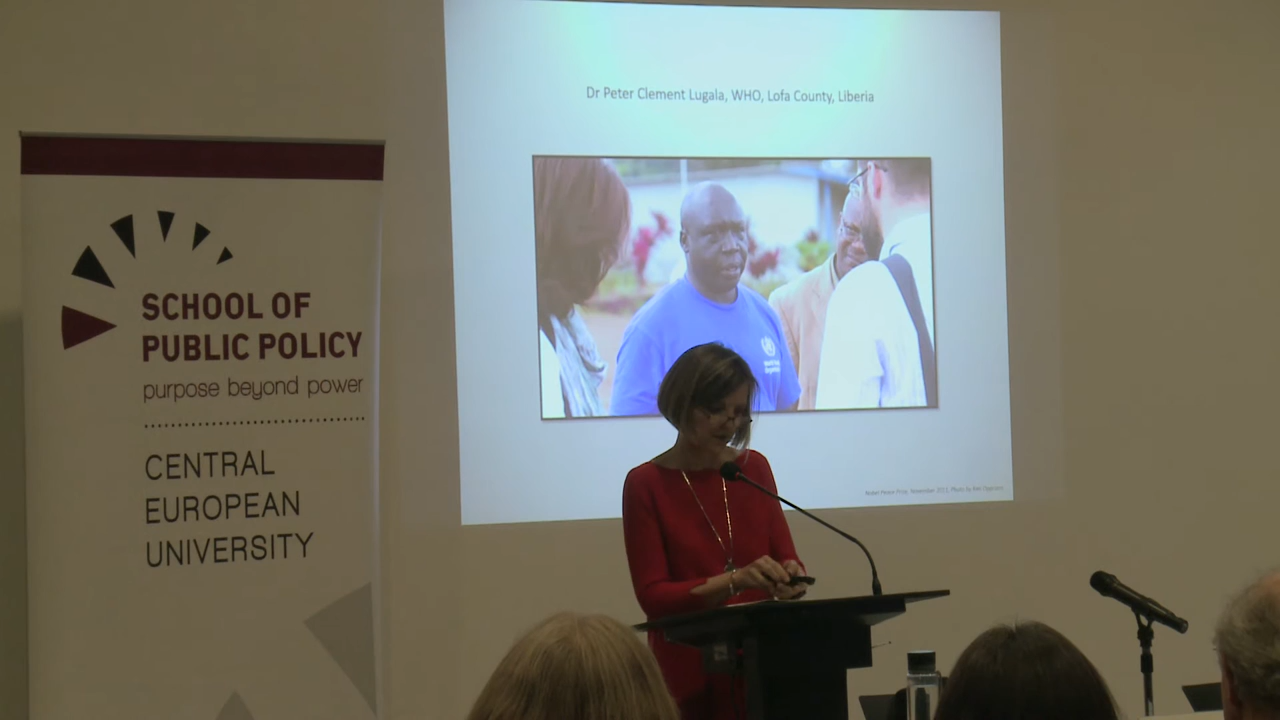 Dr Peter Clement Lugala, WHO, Lofa County, Liberia
SCHOOL OF
PUBLIC POLICY
purpose beyond power
CENTRAL
EUROPEAN
UNIVERSITY